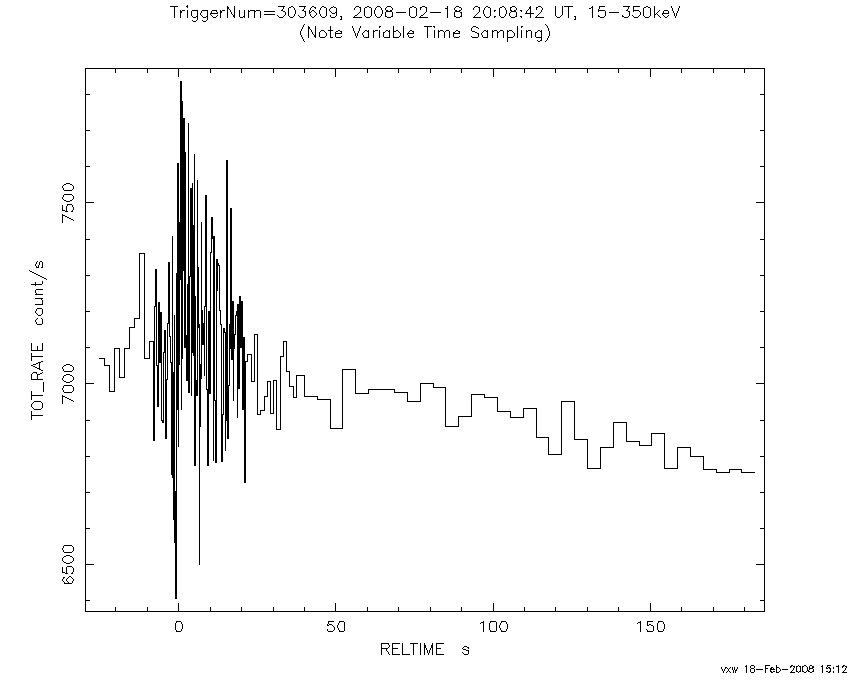 TriggerNum=303609, 2008-02-18 20:08:42 UT, 15-350keV
(Note Variable Time Sampling)
7500
7000
6500
TOT_RATE count/s
0 50 100 150
RELTIME s
vxw 18-Feb-2008 15:12